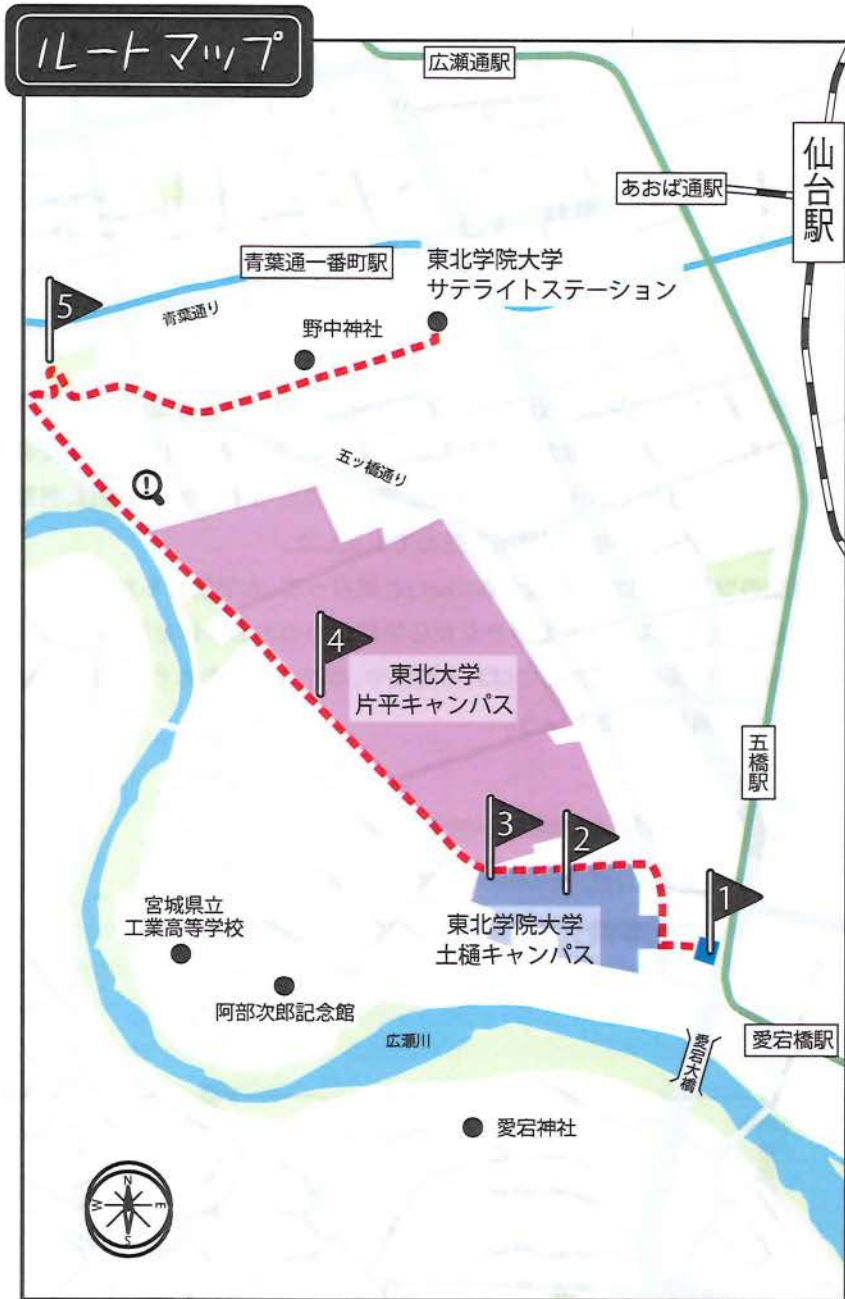 ルートマップ
広瀬通駅
仙台駅
あおば通駅
青葉通一番町駅
東北学院大学
サテライトステーション
5
青葉通り
野中神社
五ッ橋通り
4
東北大学
片平キャンパス
五橋駅
3
2
1
東北学院大学
土樋キャンパス
宮城県立
工業高等学校
阿部次郎記念館
広瀬川
愛宕大橋
愛宕橋駅
愛宕神社
N
W
E
S